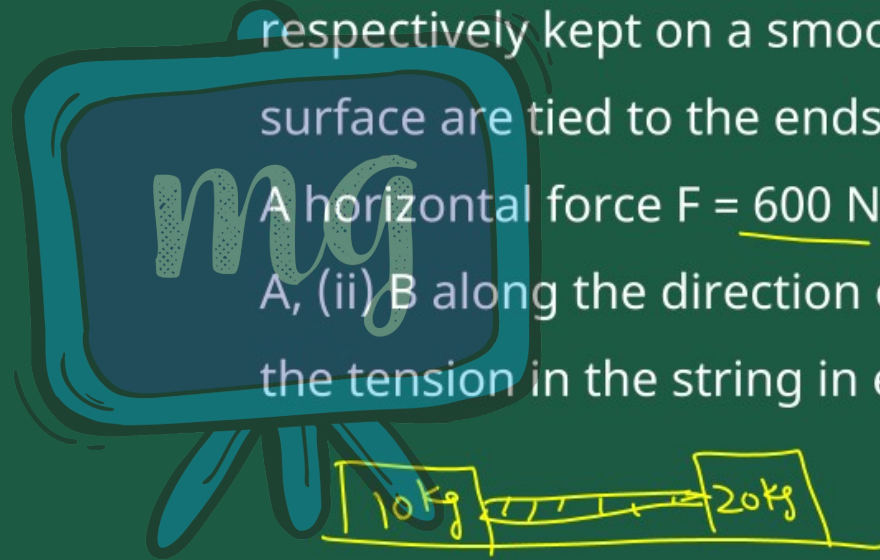 respectively kept on a smoo
surface are tied to the ends
A horizontal force F = 600 N
A, (ii) B along the direction
the tension in the string in
mg
10kg 20kg